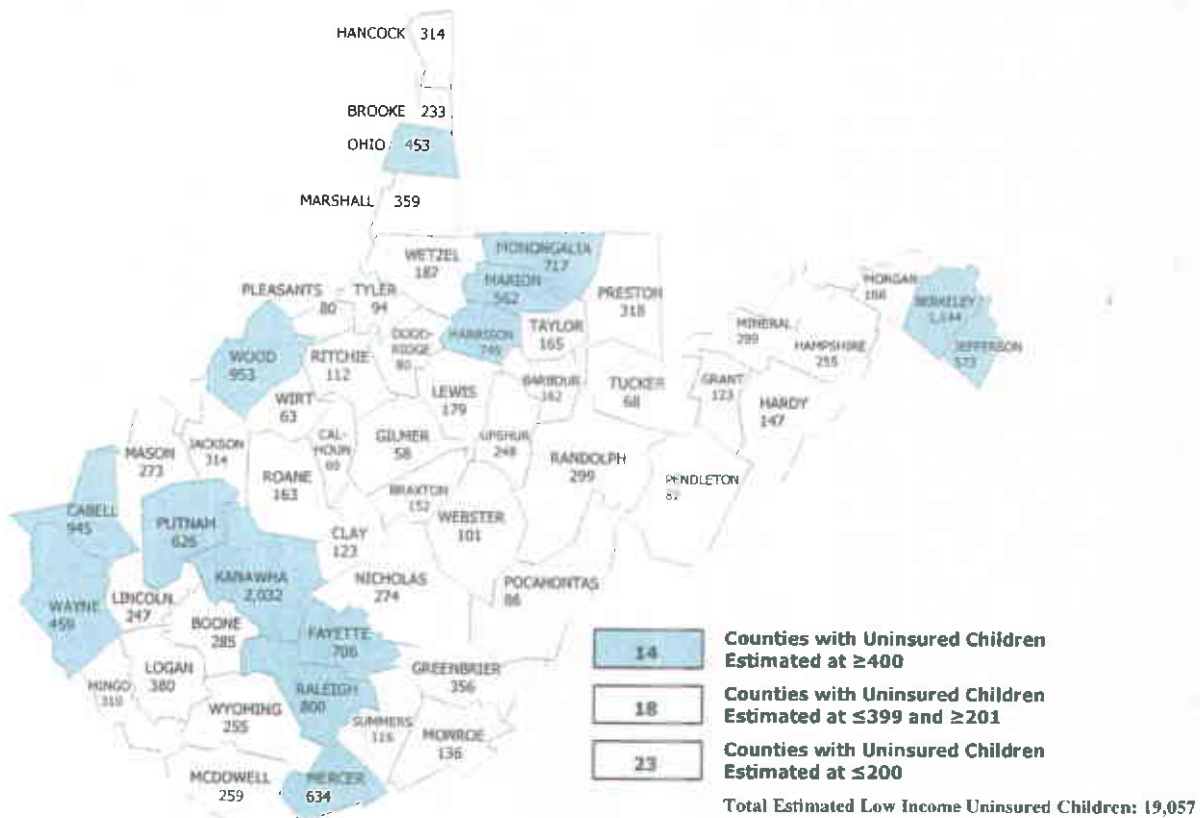 HANCOCK 314
BROOKE 233
OHIO 453
MARSHALL 359
WETZEL
187
MONONGALIA
717
MARION
562
PRESTON
318
PLEASANTS
80
TYLER
94
DODD-
RIDGE
80
HARRISON
TAYLOR
165
WOOD
953
RITCHIE
112
WIRT
63
LEWIS
179
BARBOUR
162
TUCKER
68
MORGAN
BERKELEY
1,144
JEFFERSON
573
MINERAL
299
HAMPSHIRE
255
GRANT
123
HARDY
147
MASON
273
JACKSON
314
ROANE
163
CAL-
HOUN
GILMER
58
UPSHUR
248
RANDOLPH
299
PENDLETON
BRAXTON
152
WEBSTER
101
CABELL
945
PUTNAM
626
CLAY
123
KANAWHA
2,032
NICHOLAS
274
POCAHONTAS
86
WAYNE
459
LINCOLN
247
BOONE
285
FAYETTE
706
LOGAN
380
MINGO
310
WYOMING
255
RALEIGH
800
GREENBRIER
356
SUMMERS
116
MONROE
136
MCDOWELL
259
MERCER
634
14 Counties with Uninsured Children
Estimated at ≥400
18 Counties with Uninsured Children
Estimated at ≤399 and ≥201
23 Counties with Uninsured Children
Estimated at ≤200
Total Estimated Low Income Uninsured Children: 19,057